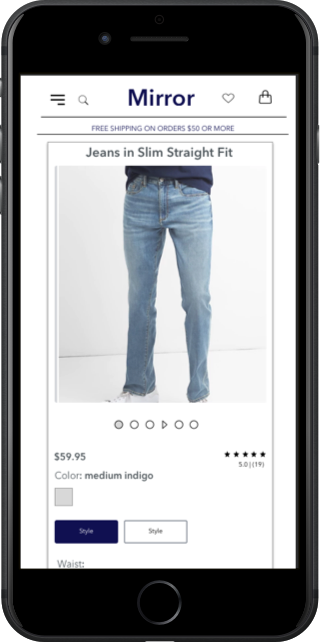 Mirror
FREE SHIPPING ON ORDERS $50 OR MORE
Jeans in Slim Straight Fit
$59.95
5.0 | (19)
Color: medium indigo
Style
Style
Waist: